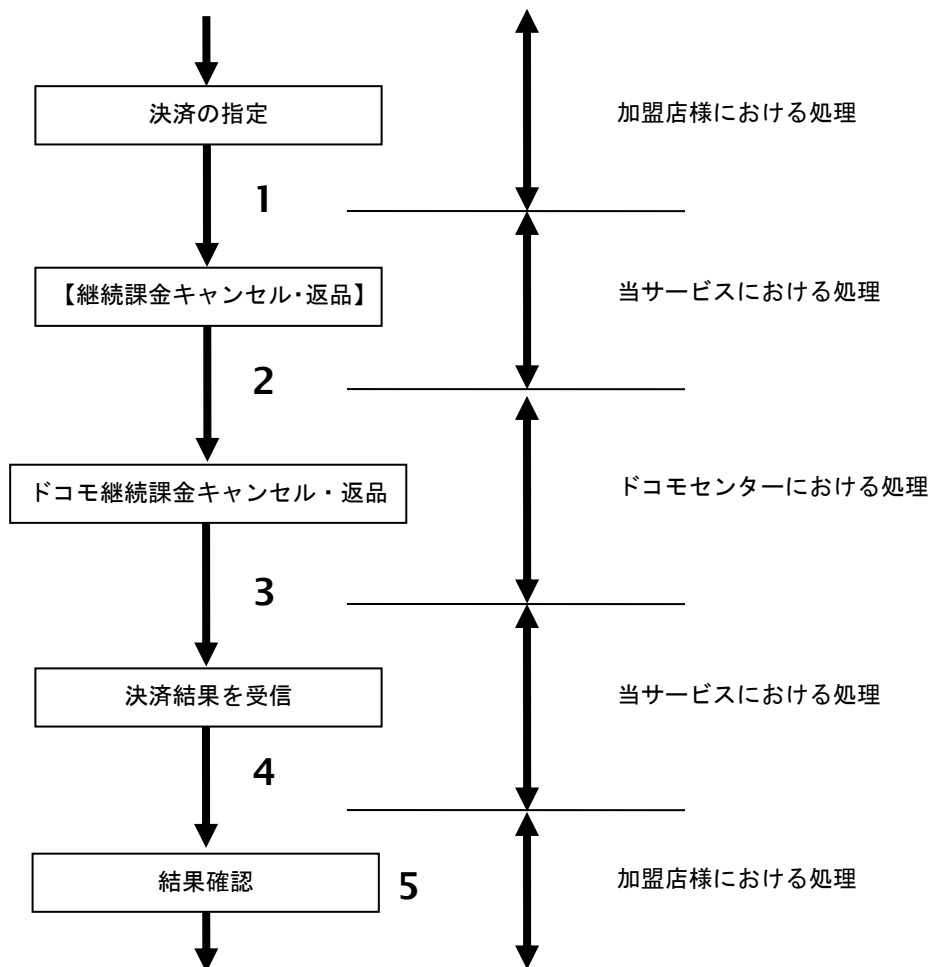 決済の指定
加盟店様における処理
1
【継続課金キャンセル・返品】
当サービスにおける処理
2
ドコモ継続課金キャンセル・返品
ドコモセンターにおける処理
3
決済結果を受信
当サービスにおける処理
4
結果確認
5
加盟店様における処理